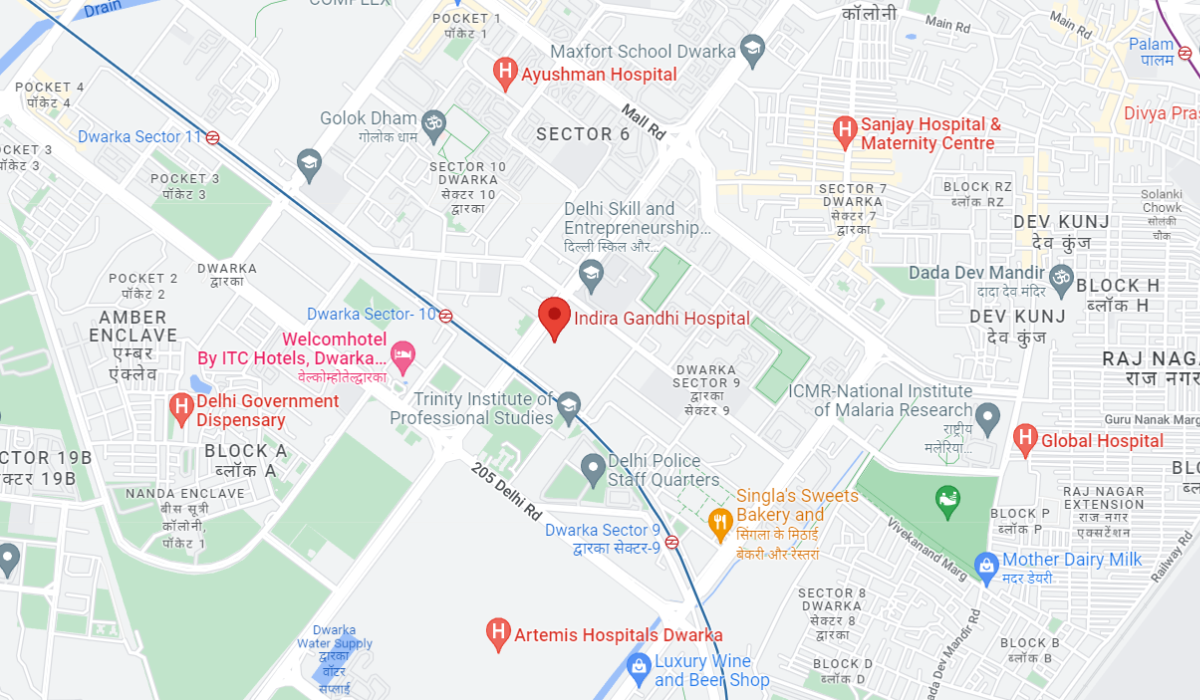 Drain
COMPLEX
POCKET 1
पॉकेट 1
कॉलोनी
Main Rd
Main Rd
Maxfort School Dwarka
Palam
पालम
Ayushman Hospital
POCKET 4
पॉकेट 4
Mall Rd
Divya Pra
Golok Dham
गोलोक धाम
SECTOR 6
Sanjay Hospital &
Maternity Centre
Dwarka Sector 11
POCKET 3
पॉकेट 3
POCKET 3
पॉकेट 3
SECTOR 10
DWARKA
सेक्टर 10
द्वारका
SECTOR 7
DWARKA
सेक्टर 7
द्वारका
BLOCK RZ
ब्लॉक RZ
Solanki
Chowk
सोलंकी
चौक
Delhi Skill and
Entrepreneurship...
दिल्ली स्किल और...
DEV KUNJ
देव कुंज
DWARKA
द्वारका
POCKET 2
पॉकेट 2
Dada Dev Mandir
दादा देव मंदिर
BLOCK H
ब्लॉक H
AMBER
ENCLAVE
एम्बर
एंक्लेव
Dwarka Sector- 10
Indira Gandhi Hospital
DEV KUNJ
देव कुंज
Welcomhotel
By ITC Hotels, Dwarka...
वेल्कोम्होतेल्द्वारका
RAJ NAGA
राज नगर
DWARKA
SECTOR 9
द्वारका
सेक्टर 9
Trinity Institute of
Professional Studies
ICMR-National Institute
of Malaria Research
राष्ट्रीय
मलेरिया...
Delhi Government
Dispensary
Guru Nanak Marg
Global Hospital
CTOR 19B
क्टर 19B
BLOCK A
ब्लॉक A
Delhi Police
Staff Quarters
205 Delhi Rd
NANDA ENCLAVE
बीस सूत्री
कॉलोनी,
पॉकेट 1
Singla's Sweets
Bakery and
सिंगला के मिठाई
बेकरी और रेस्तरां
RAJ NAGAR
EXTENSION
राज नगर
एक्सटेंशन
BLOCK P
ब्लॉक P
Dwarka Sector 9
द्वारका सेक्टर-9
Vivekanand Marg
Railway Rd
Mother Dairy Milk
मदर डेयरी
SECTOR 8
DWARKA
सेक्टर 8
द्वारका
Dwarka
Water Supply
द्वारका
वॉटर
सप्लाई
Artemis Hospitals Dwarka
BLOCK B
ब्लॉक B
Dada Dev Mandir Rd
Luxury Wine
and Beer Shop
BLOCK D
ब्लॉक D